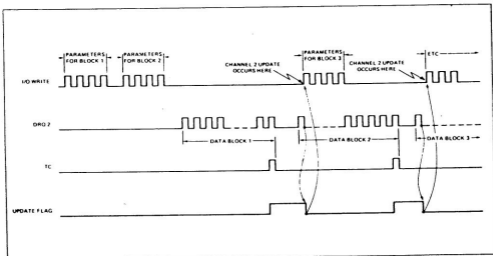 PARAMETERS
FOR BLOCK 1
PARAMETERS
FOR BLOCK 2
PARAMETERS
FOR BLOCK 3
ETC
CHANNEL 2 UPDATE
OCCURS HERE
CHANNEL 2 UPDATE
OCCURS HERE
I/O WRITE
DRQ 2
DATA BLOCK 1
DATA BLOCK 2
DATA BLOCK 3
TC
UPDATE FLAG